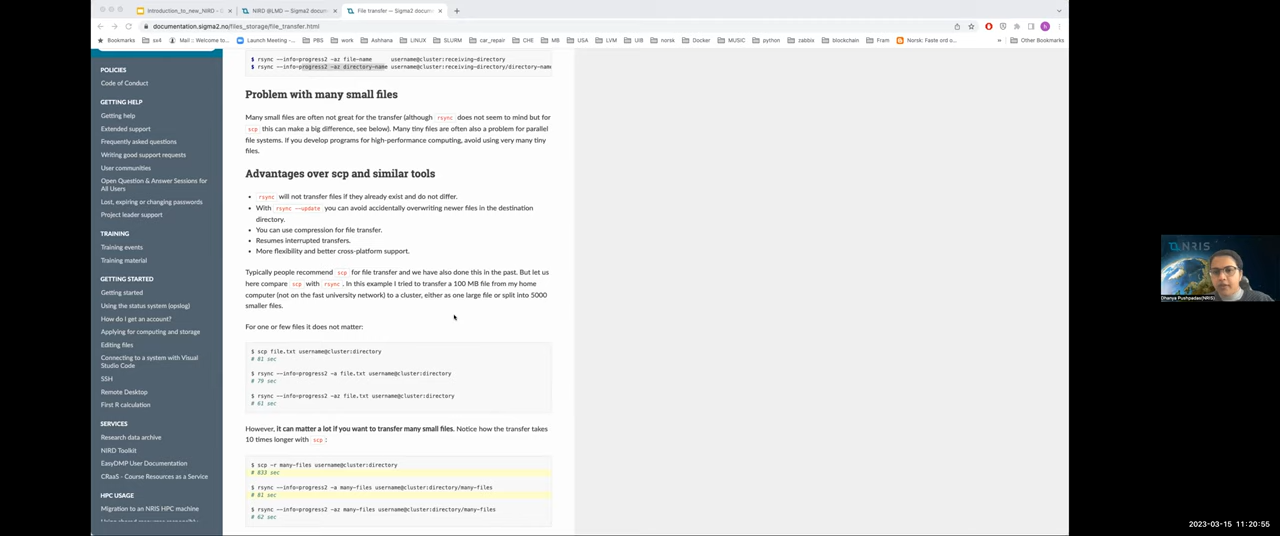 Introduction_to_new_NIRD – G
NIRD @LMD — Sigma2 docum
File transfer — Sigma2 docum
documentation.sigma2.no/files_storage/file_transfer.html
Bookmarks ss4 Mail :: Welcome to... Launch Meeting -... PBS work Ashhana LINUX SLURM car_repair CHE MB USA LVM UIB norsk Docker MUSIC python zabbix blockchain Fram Norsk: Faste ord o... Other Bookmarks
$ rsync --info=progress2 -az file-name username@cluster:receiving-directory
$ rsync --info=progress2 -az directory-name username@cluster:receiving-directory/directory-name
POLICIES
Code of Conduct
GETTING HELP
Getting help
Extended support
Frequently asked questions
Writing good support requests
User communities
Open Question & Answer Sessions for
All Users
Lost, expiring or changing passwords
Project leader support
TRAINING
Training events
Training material
GETTING STARTED
Getting started
Using the status system (opslog)
How do I get an account?
Applying for computing and storage
Editing files
Connecting to a system with Visual
Studio Code
SSH
Remote Desktop
First R calculation
SERVICES
Research data archive
NIRD Toolkit
EasyDMP User Documentation
CRaaS - Course Resources as a Service
HPC USAGE
Migration to an NRIS HPC machine
Problem with many small files
Many small files are often not great for the transfer (although rsync does not seem to mind but for
scp this can make a big difference, see below). Many tiny files are often also a problem for parallel
file systems. If you develop programs for high-performance computing, avoid using very many tiny
files.
Advantages over scp and similar tools
rsync will not transfer files if they already exist and do not differ.
With rsync --update you can avoid accidentally overwriting newer files in the destination
directory.
You can use compression for file transfer.
Resumes interrupted transfers.
More flexibility and better cross-platform support.
Typically people recommend scp for file transfer and we have also done this in the past. But let us
here compare scp with rsync . In this example I tried to transfer a 100 MB file from my home
computer (not on the fast university network) to a cluster, either as one large file or split into 5000
smaller files.
For one or few files it does not matter:
$ scp file.txt username@cluster:directory
# 81 sec
$ rsync --info=progress2 -a file.txt username@cluster:directory
# 79 sec
$ rsync --info=progress2 -az file.txt username@cluster:directory
# 61 sec
However, it can matter a lot if you want to transfer many small files. Notice how the transfer takes
10 times longer with scp :
$ scp -r many-files username@cluster:directory
# 833 sec
$ rsync --info=progress2 -a many-files username@cluster:directory/many-files
# 81 sec
$ rsync --info=progress2 -az many-files username@cluster:directory/many-files
# 62 sec
NRIS
Dhanya Pushpadas(NRIS)
2023-03-15 11:20:55